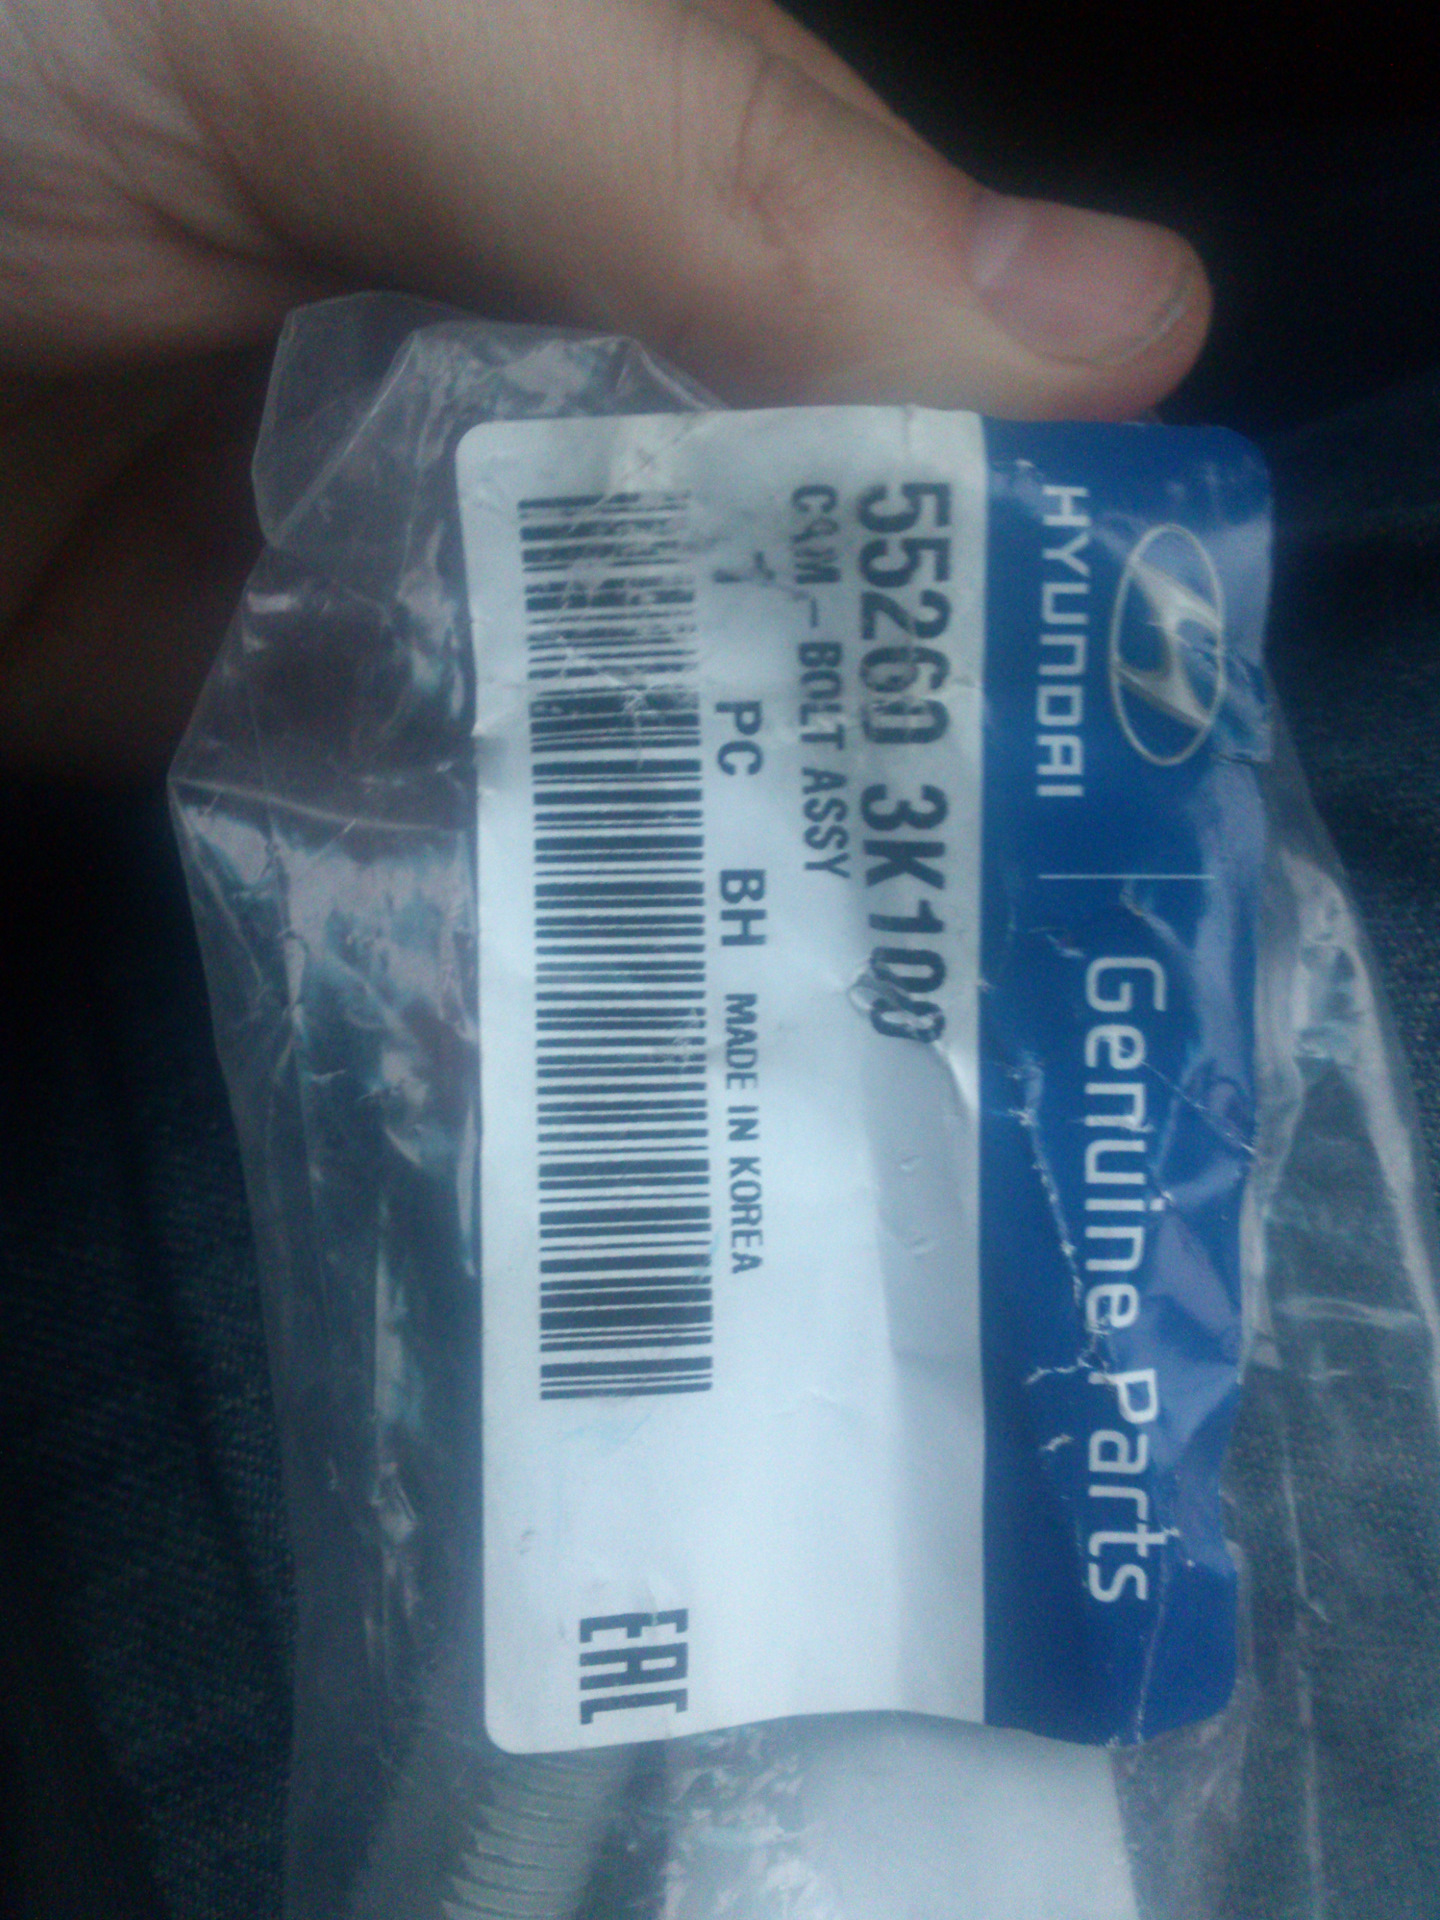 HYUNDAI | Genuine Parts
55260 3K100
CAM-BOLT ASSY
1 PC BH MADE IN KOREA
EAC